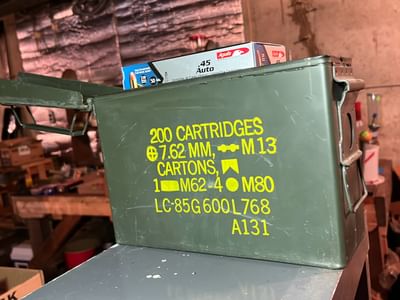 .45
Auto
200 CARTRIDGES
7.62 MM, M13
CARTONS,
1 M62-4 M80
LC-85G600L768
A131